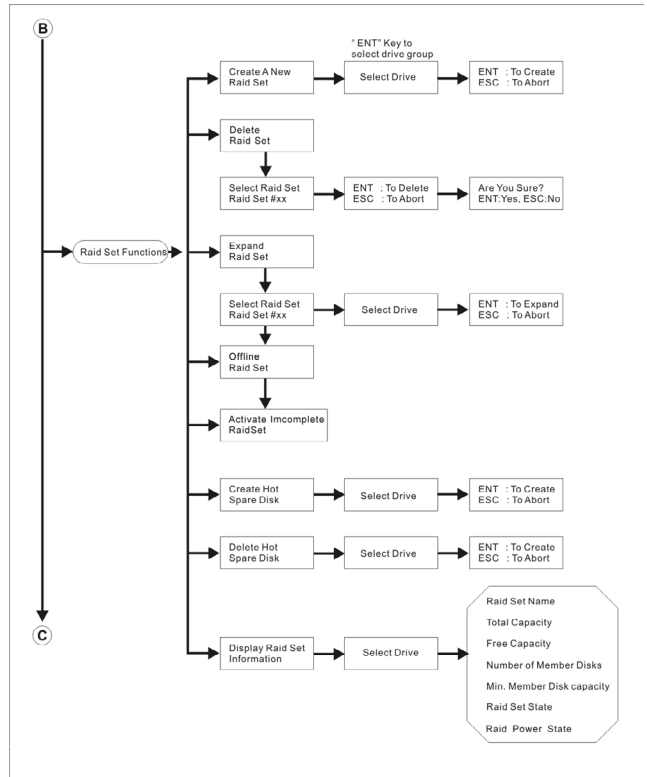 B
" ENT" Key to
select drive group
Create A New
Raid Set
Select Drive
ENT : To Create
ESC : To Abort
Delete
Raid Set
Select Raid Set
Raid Set #xx
ENT : To Delete
ESC : To Abort
Are You Sure?
ENT:Yes, ESC:No
Raid Set Functions
Expand
Raid Set
Select Raid Set
Raid Set #xx
Select Drive
ENT : To Expand
ESC : To Abort
Offline
Raid Set
Activate Imcomplete
RaidSet
Create Hot
Spare Disk
Select Drive
ENT : To Create
ESC : To Abort
Delete Hot
Spare Disk
Select Drive
ENT : To Create
ESC : To Abort
C
Display Raid Set
Information
Select Drive
Raid Set Name
Total Capacity
Free Capacity
Number of Member Disks
Min. Member Disk capacity
Raid Set State
Raid Power State